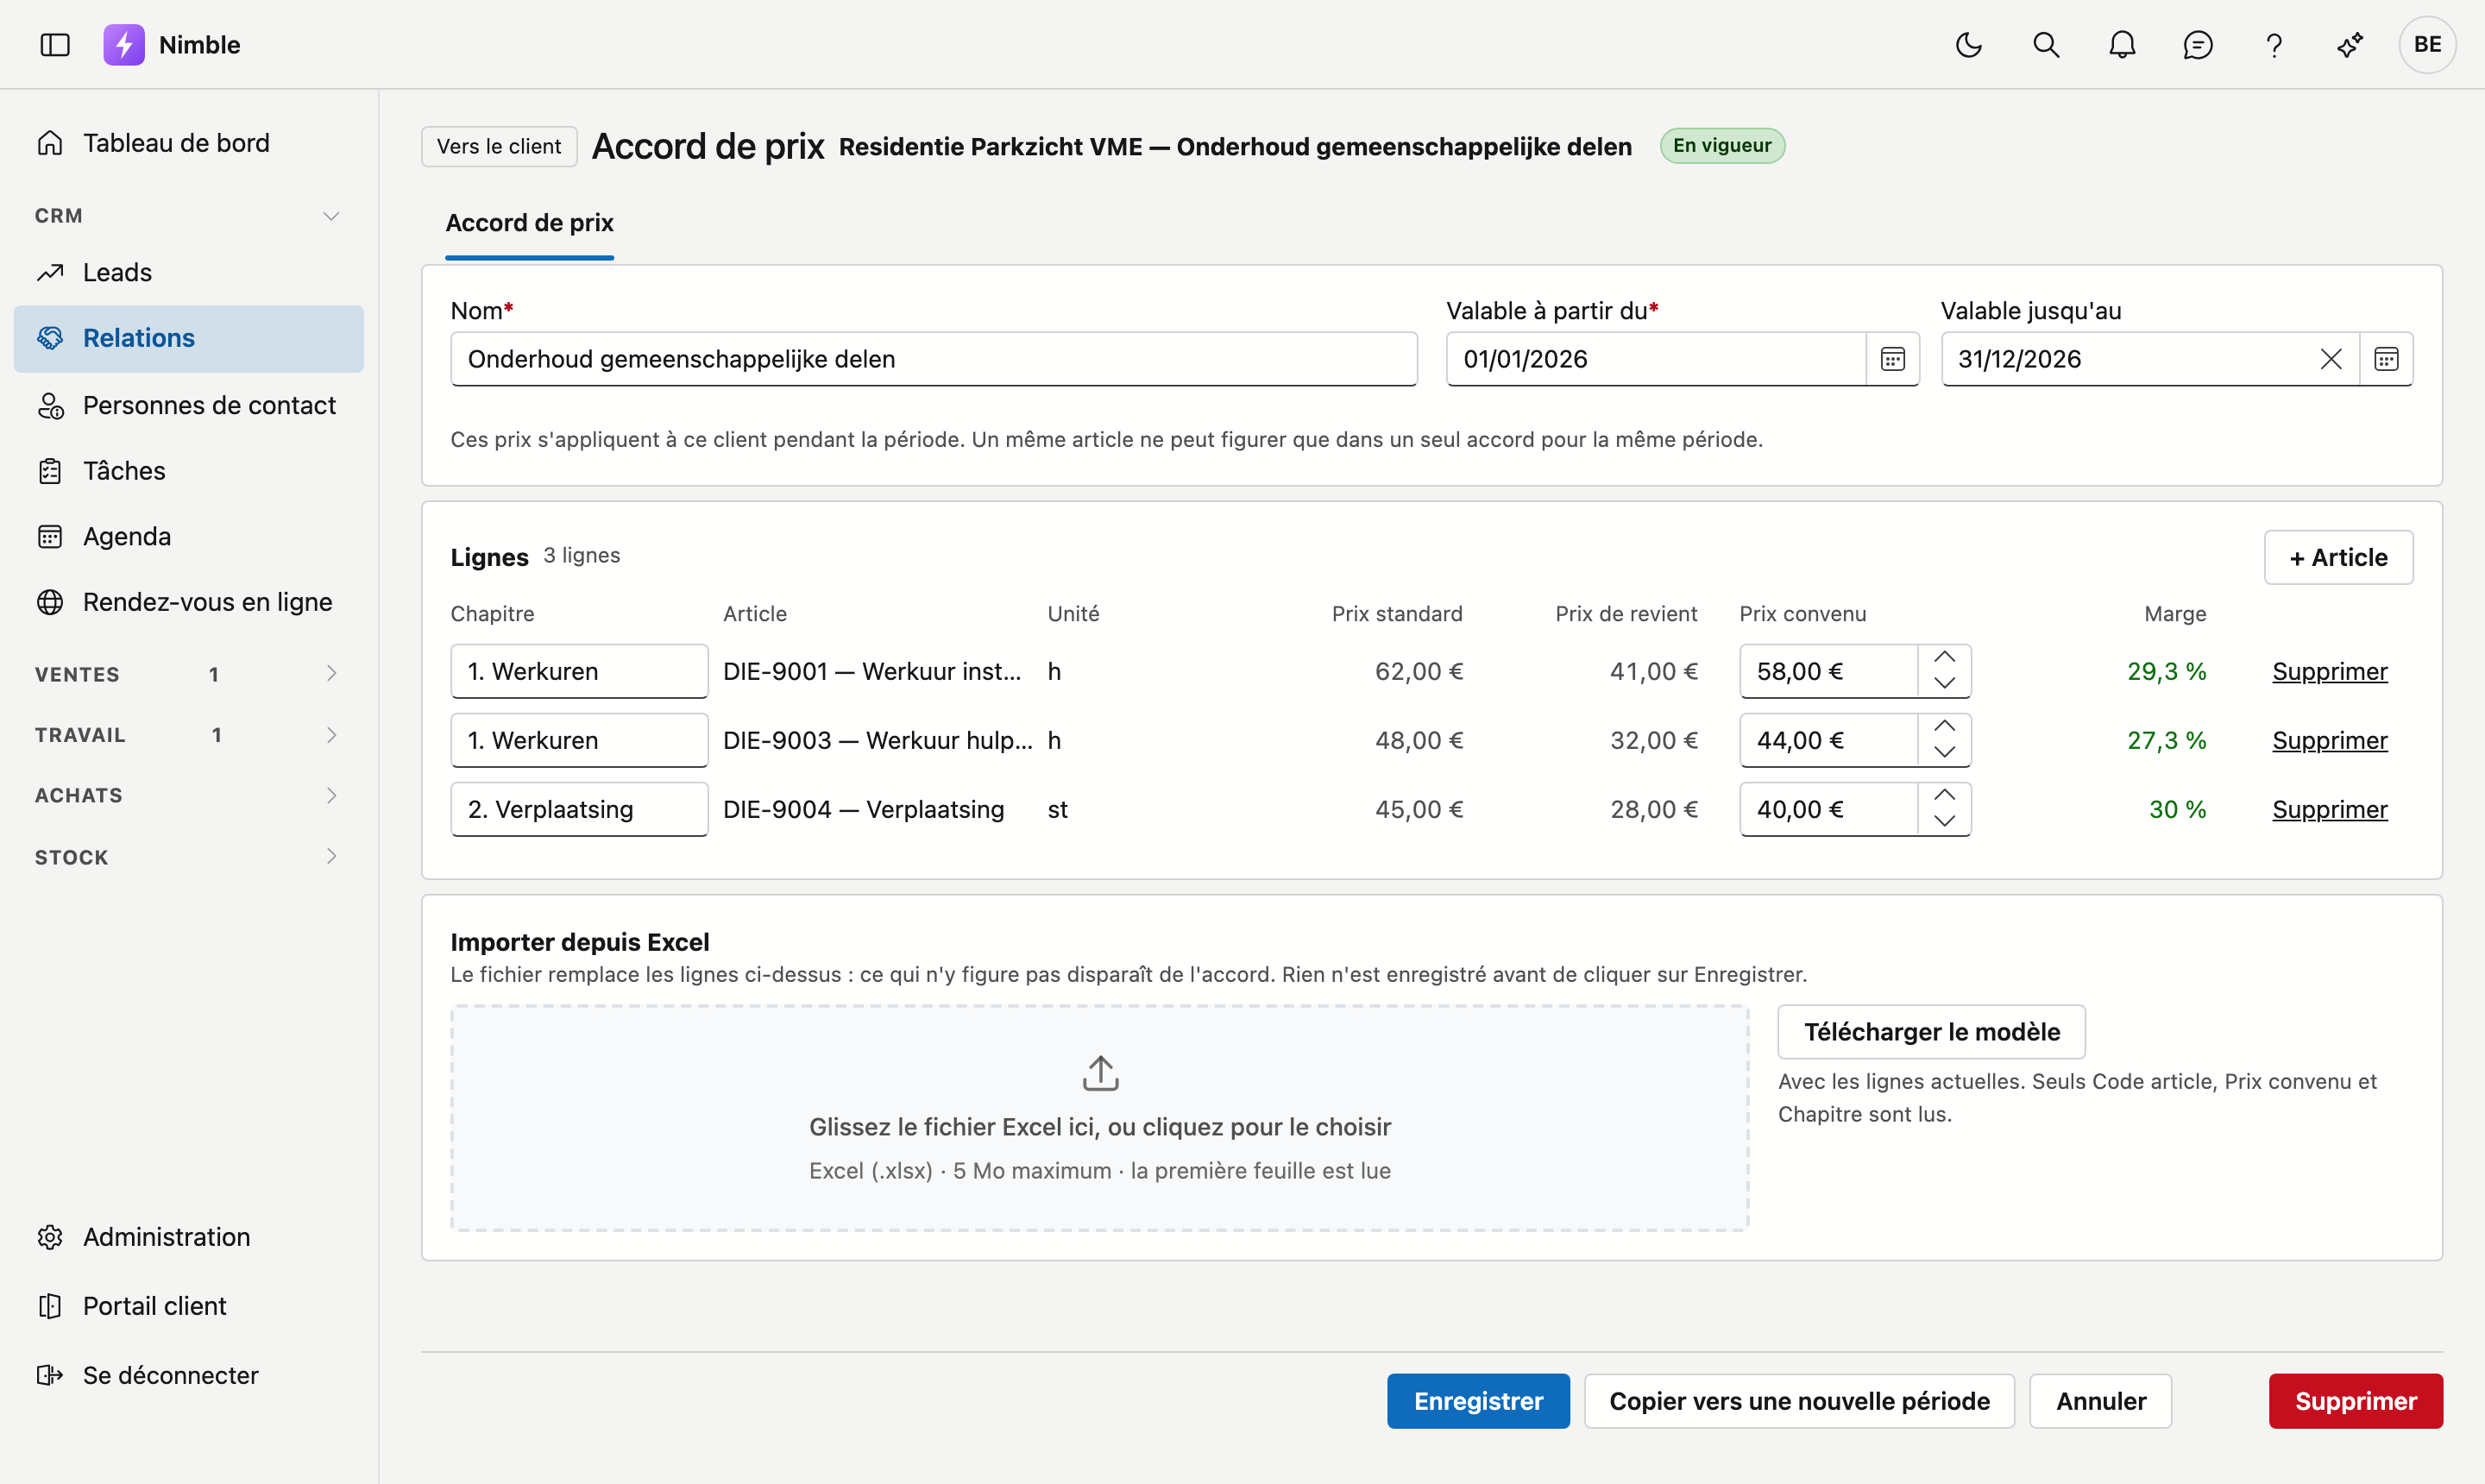 Nimble
BE
Tableau de bord
CRM
Leads
Relations
Personnes de contact
Tâches
Agenda
Rendez-vous en ligne
VENTES 1
TRAVAIL 1
ACHATS
STOCK
Administration
Portail client
Se déconnecter
Vers le client Accord de prix Residentie Parkzicht VME — Onderhoud gemeenschappelijke delen En vigueur
Accord de prix
Nom* Valable à partir du* Valable jusqu'au
Onderhoud gemeenschappelijke delen 01/01/2026 31/12/2026
Ces prix s'appliquent à ce client pendant la période. Un même article ne peut figurer que dans un seul accord pour la même période.
Lignes 3 lignes + Article
Chapitre Article Unité Prix standard Prix de revient Prix convenu Marge
1. Werkuren DIE-9001 — Werkuur inst... h 62,00 € 41,00 € 58,00 € 29,3 % Supprimer
1. Werkuren DIE-9003 — Werkuur hulp... h 48,00 € 32,00 € 44,00 € 27,3 % Supprimer
2. Verplaatsing DIE-9004 — Verplaatsing st 45,00 € 28,00 € 40,00 € 30 % Supprimer
Importer depuis Excel
Le fichier remplace les lignes ci-dessus : ce qui n'y figure pas disparaît de l'accord. Rien n'est enregistré avant de cliquer sur Enregistrer.
Glissez le fichier Excel ici, ou cliquez pour le choisir
Excel (.xlsx) · 5 Mo maximum · la première feuille est lue
Télécharger le modèle
Avec les lignes actuelles. Seuls Code article, Prix convenu et
Chapitre sont lus.
Enregistrer Copier vers une nouvelle période Annuler Supprimer